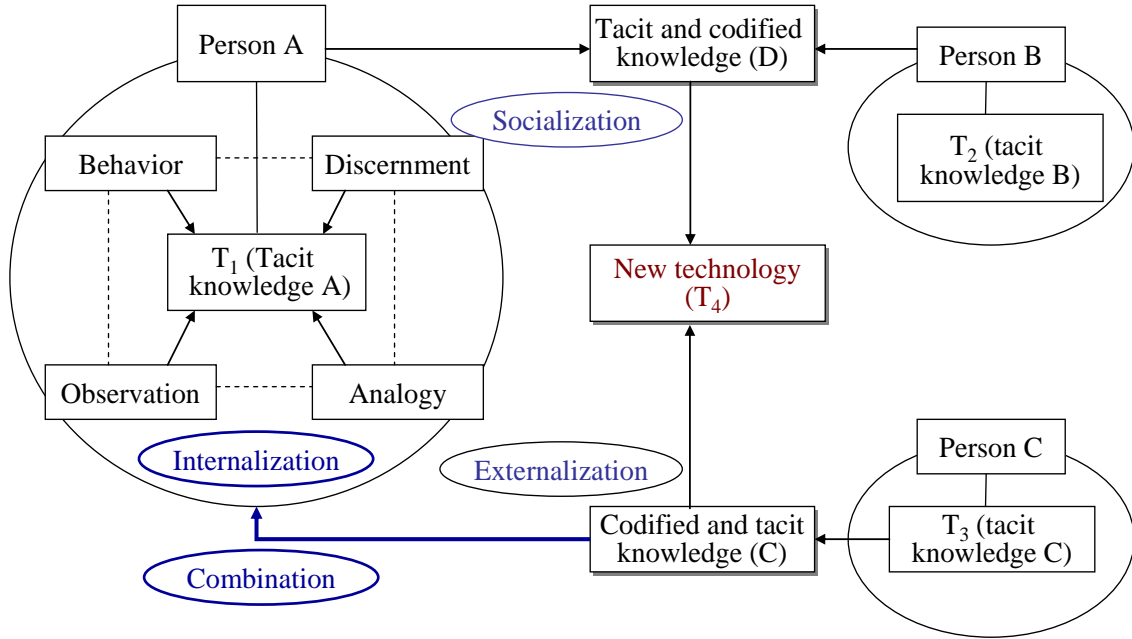 Person A
Tacit and codified
knowledge (D)
Person B
Socialization
Behavior
Discernment
T₂ (tacit
knowledge B)
T₁ (Tacit
knowledge A)
New technology
(T₄)
Observation
Analogy
Internalization
Externalization
Person C
Codified and tacit
knowledge (C)
T₃ (tacit
knowledge C)
Combination